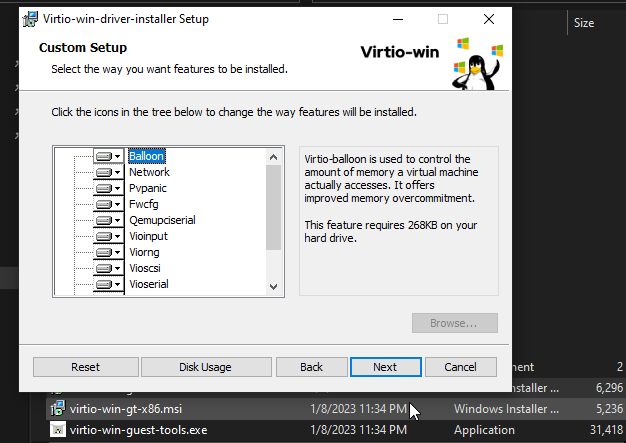 Virtio-win-driver-installer Setup
Size
Custom Setup
Select the way you want features to be installed.
Virtio-win
Click the icons in the tree below to change the way features will be installed.
Balloon
Network
Pvpanic
Fwcfg
Qemupciserial
Vioinput
Viorng
Vioscsi
Vioserial
Virtio-balloon is used to control the
amount of memory a virtual machine
actually accesses. It offers
improved memory overcommitment.
This feature requires 268KB on your
hard drive.
Browse...
Reset
Disk Usage
Back
Next
Cancel
2
Installer ...
6,296
virtio-win-gt-x86.msi
1/8/2023 11:34 PM
Windows Installer ...
5,236
virtio-win-guest-tools.exe
1/8/2023 11:34 PM
Application
31,418